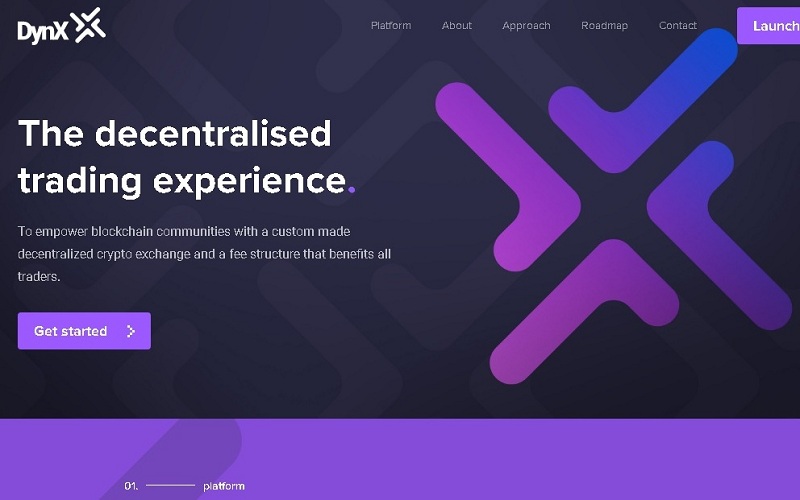 DynX
Platform
About
Approach
Roadmap
Contact
Launch
The decentralised
trading experience.
To empower blockchain communities with a custom made
decentralized crypto exchange and a fee structure that benefits all
traders.
Get started
01.
platform